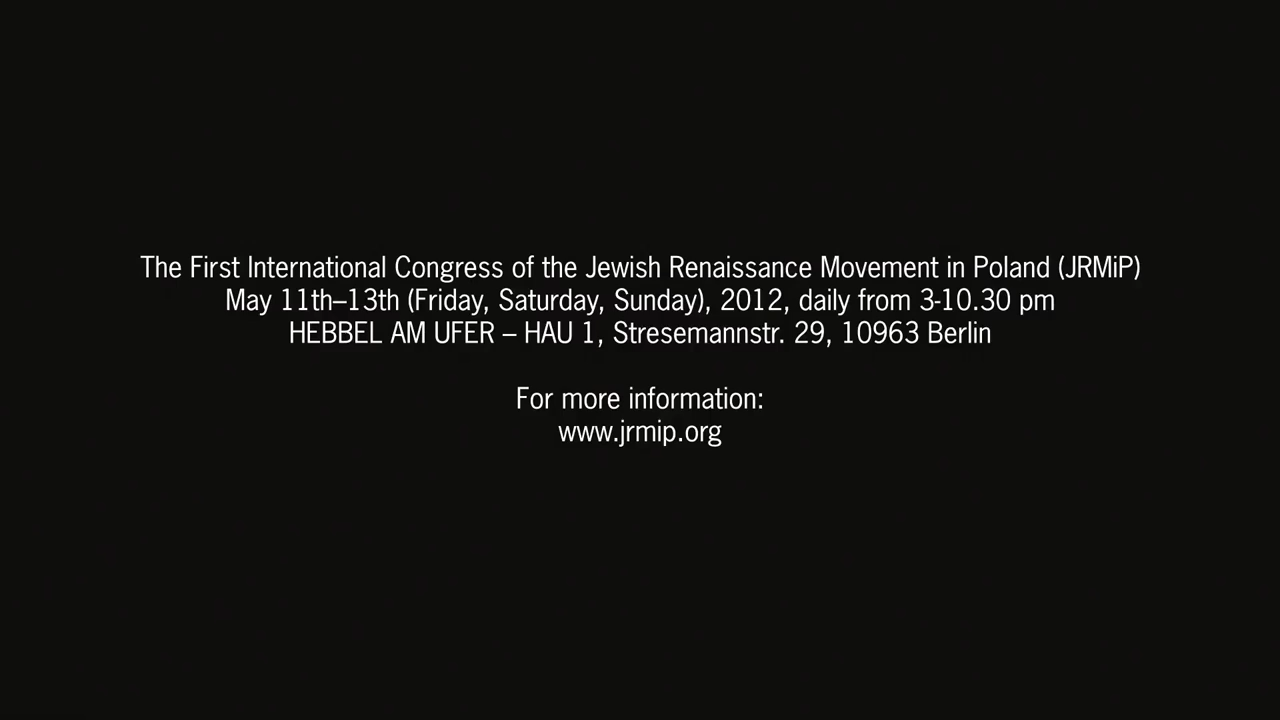 The First International Congress of the Jewish Renaissance Movement in Poland (JRMiP)
May 11th–13th (Friday, Saturday, Sunday), 2012, daily from 3-10.30 pm
HEBBEL AM UFER – HAU 1, Stresemannstr. 29, 10963 Berlin
For more information:
www.jrmip.org